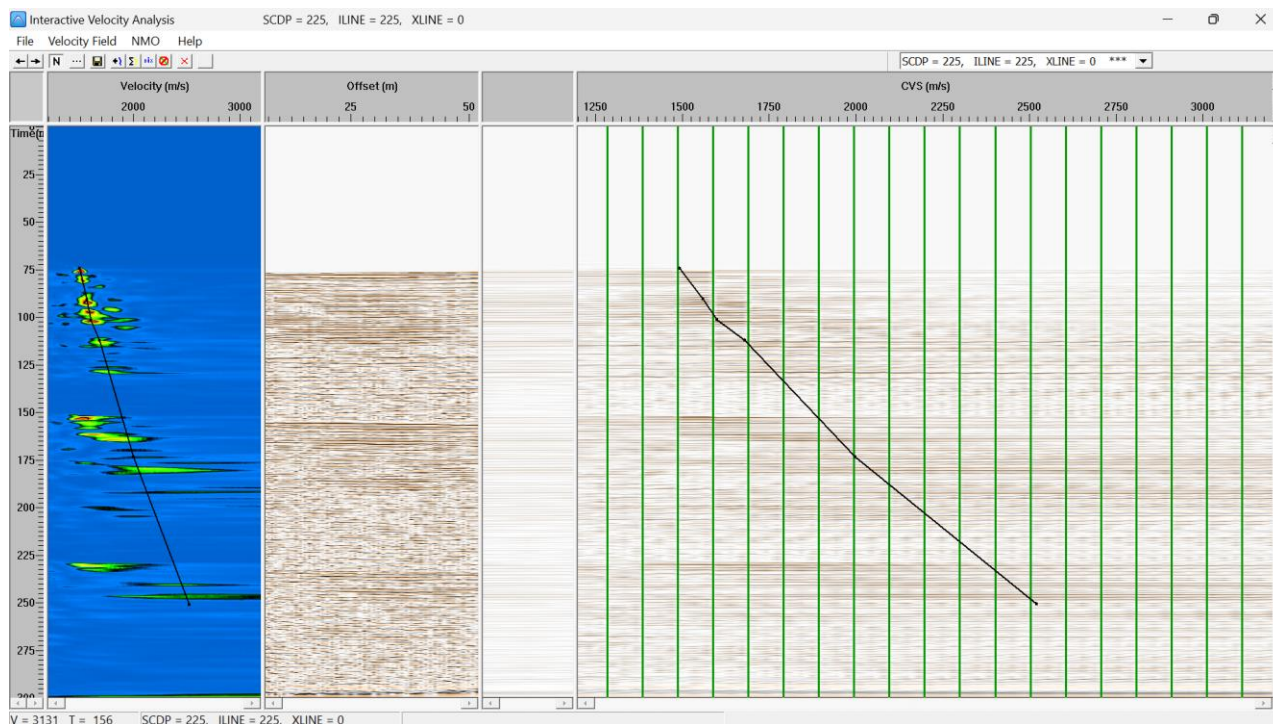 Interactive Velocity Analysis SCDP = 225, ILINE = 225, XLINE = 0
File Velocity Field NMO Help
N ... Σ SCDP = 225, ILINE = 225, XLINE = 0 ***
Velocity (m/s) Offset (m) CVS (m/s)
2000 3000 25 50 1250 1500 1750 2000 2250 2500 2750 3000
25
50
75
100
125
150
175
200
225
250
275
300
V = 3131 T = 156 SCDP = 225, ILINE = 225, XLINE = 0